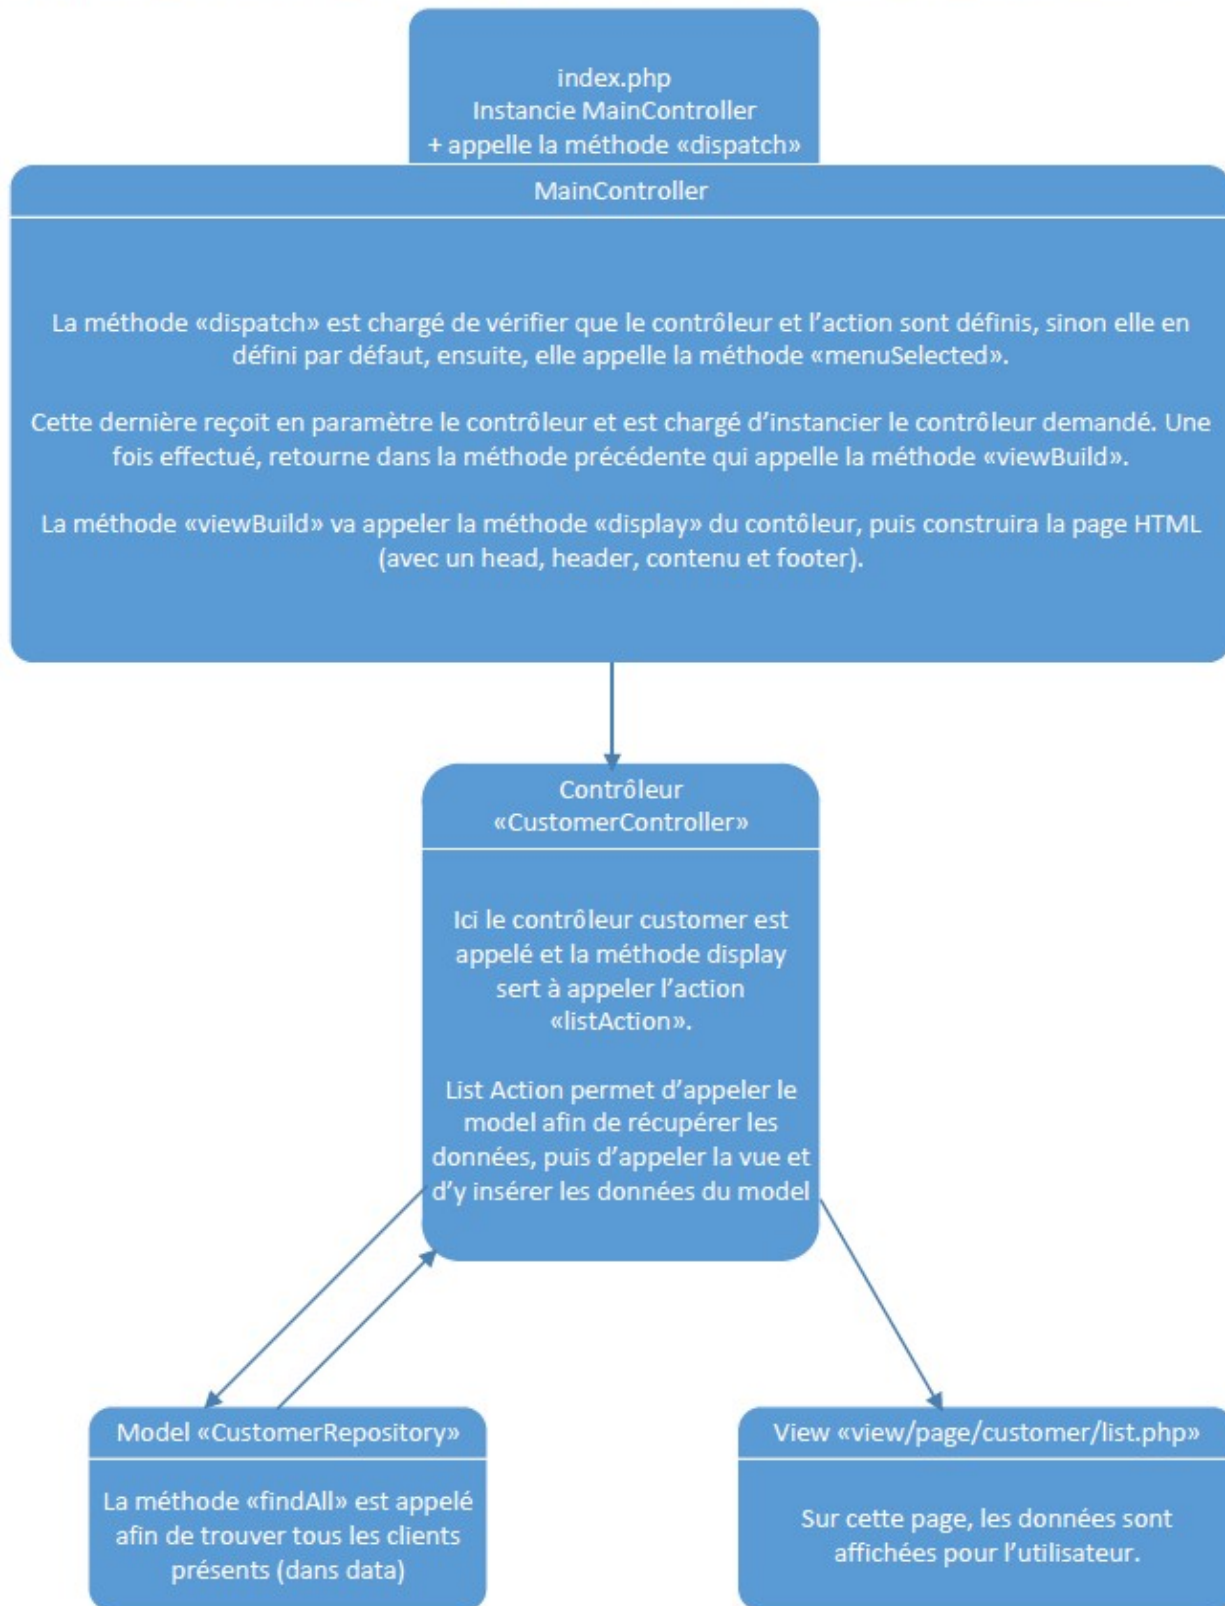 index.php
Instancie MainController
+ appelle la méthode «dispatch»
MainController
La méthode «dispatch» est chargé de vérifier que le contrôleur et l'action sont définis, sinon elle en
défini par défaut, ensuite, elle appelle la méthode «menuSelected».
Cette dernière reçoit en paramètre le contrôleur et est chargé d'instancier le contrôleur demandé. Une
fois effectué, retourne dans la méthode précédente qui appelle la méthode «viewBuild».
La méthode «viewBuild» va appeler la méthode «display» du contôleur, puis construira la page HTML
(avec un head, header, contenu et footer).
Contrôleur
«CustomerController»
Ici le contrôleur customer est
appelé et la méthode display
sert à appeler l'action
«listAction».
List Action permet d'appeler le
model afin de récupérer les
données, puis d'appeler la vue et
d'y insérer les données du model
Model «CustomerRepository»
La méthode «findAll» est appelé
afin de trouver tous les clients
présents (dans data)
View «view/page/customer/list.php»
Sur cette page, les données sont
affichées pour l'utilisateur.